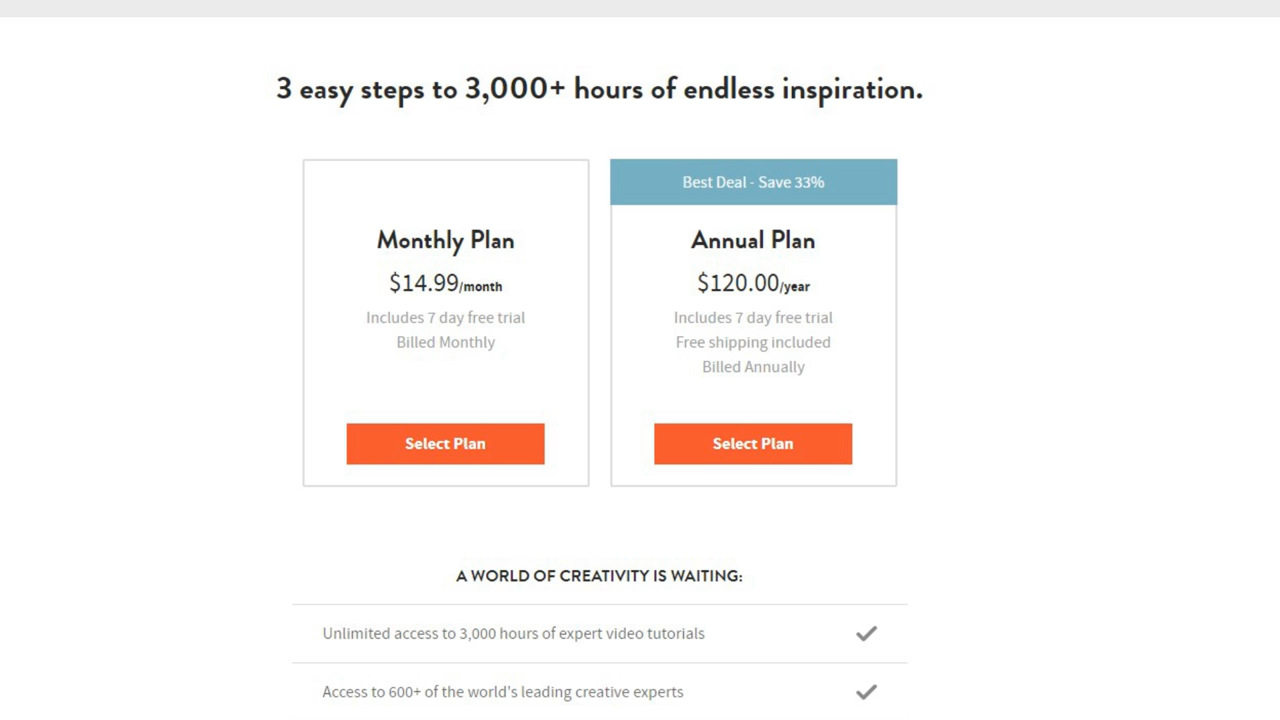 3 easy steps to 3,000+ hours of endless inspiration.
Monthly Plan
$14.99/month
Includes 7 day free trial
Billed Monthly
Select Plan
Best Deal - Save 33%
Annual Plan
$120.00/year
Includes 7 day free trial
Free shipping included
Billed Annually
Select Plan
A WORLD OF CREATIVITY IS WAITING:
Unlimited access to 3,000 hours of expert video tutorials
Access to 600+ of the world's leading creative experts